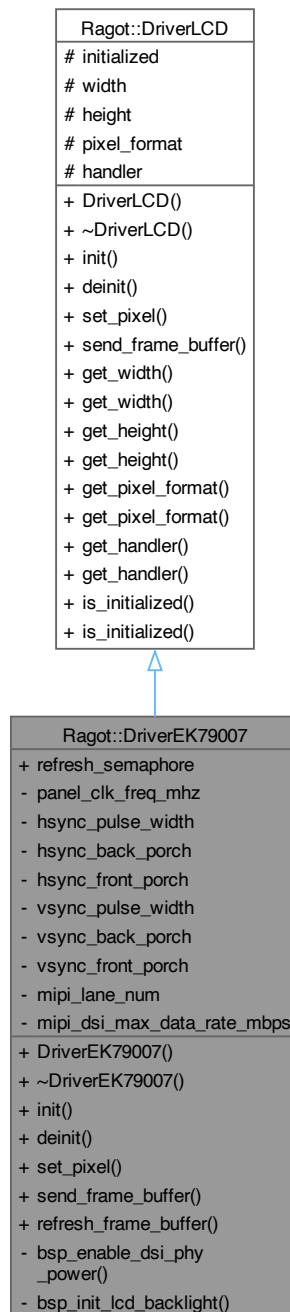 Ragot::DriverLCD
# initialized
# width
# height
# pixel_format
# handler
+ DriverLCD()
+ ~DriverLCD()
+ init()
+ deinit()
+ set_pixel()
+ send_frame_buffer()
+ get_width()
+ get_width()
+ get_height()
+ get_height()
+ get_pixel_format()
+ get_pixel_format()
+ get_handler()
+ get_handler()
+ is_initialized()
+ is_initialized()
Ragot::DriverEK79007
+ refresh_semaphore
- panel_clk_freq_mhz
- hsync_pulse_width
- hsync_back_porch
- hsync_front_porch
- vsync_pulse_width
- vsync_back_porch
- vsync_front_porch
- mipi_lane_num
- mipi_dsi_max_data_rate_mbps
+ DriverEK79007()
+ ~DriverEK79007()
+ init()
+ deinit()
+ set_pixel()
+ send_frame_buffer()
+ refresh_frame_buffer()
- bsp_enable_dsi_phy
_power()
- bsp_init_lcd_backlight()